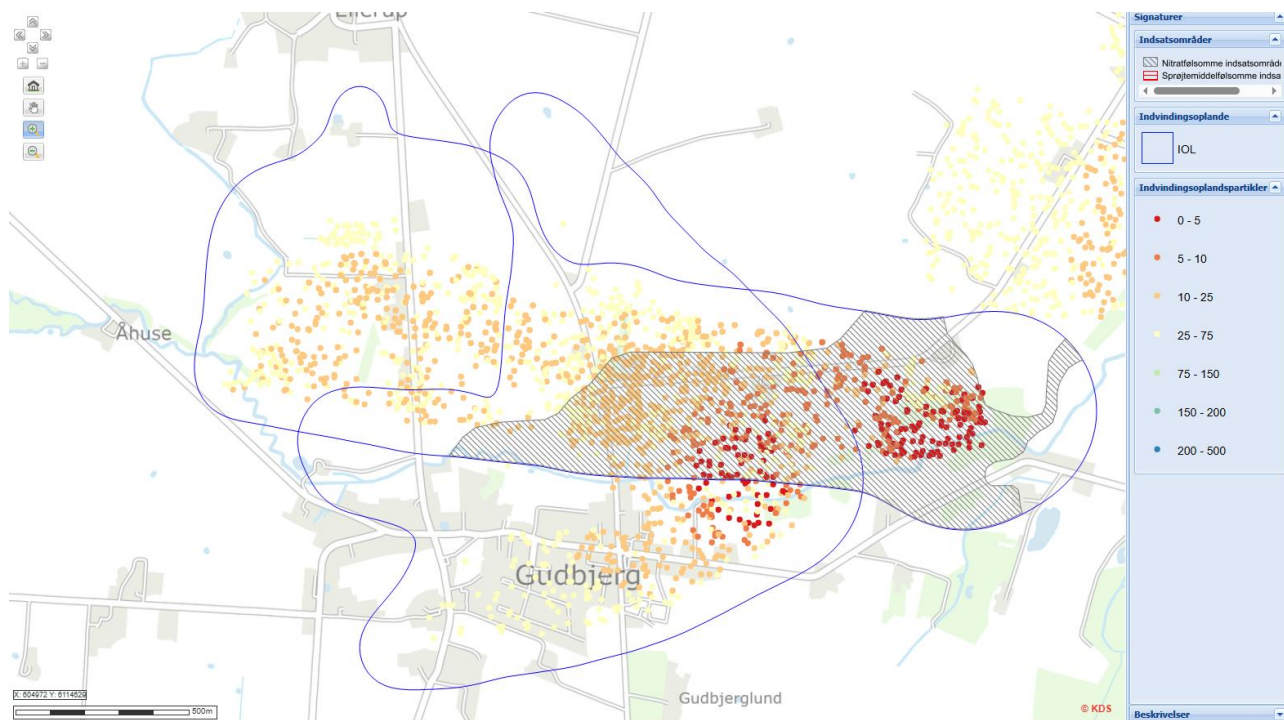 Ellerup
Åhuse
Gudbjerg
Gudbjerglund
X: 604972 Y: 6114629
500m
© KDS
Signaturer
Indsatsområder
Nitratfølsomme indsatsområde
Sprøjtemiddelfølsomme indsa
Indvindingsoplande
IOL
Indvindingsoplandspartikler
0 - 5
5 - 10
10 - 25
25 - 75
75 - 150
150 - 200
200 - 500
Beskrivelser